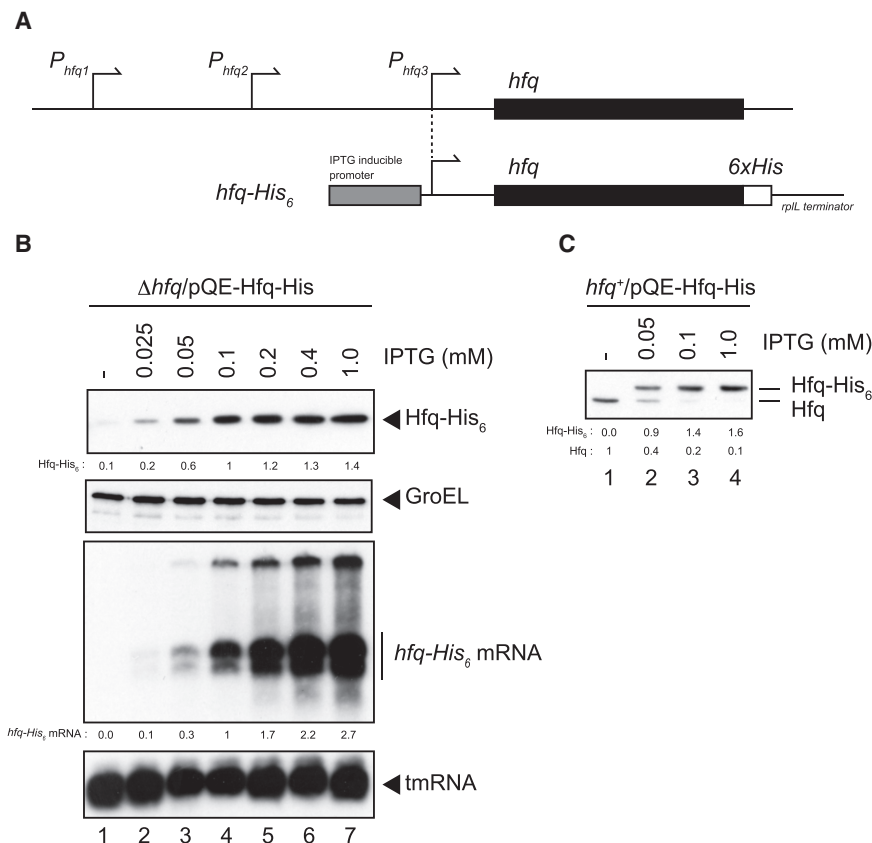 A
P hfq1
P hfq2
P hfq3
hfq
IPTG inducible
promoter
hfq-His6
hfq
6xHis
rplL terminator
B
Δhfq/pQE-Hfq-His
- 0.025 0.05 0.1 0.2 0.4 1.0 IPTG (mM)
Hfq-His6
Hfq-His6 : 0.1 0.2 0.6 1 1.2 1.3 1.4
GroEL
hfq-His6 mRNA
hfq-His6 mRNA : 0.0 0.1 0.3 1 1.7 2.2 2.7
tmRNA
1 2 3 4 5 6 7
C
hfq+/pQE-Hfq-His
- 0.05 0.1 1.0 IPTG (mM)
Hfq-His6
Hfq
Hfq-His6 : 0.0 0.9 1.4 1.6
Hfq : 1 0.4 0.2 0.1
1 2 3 4